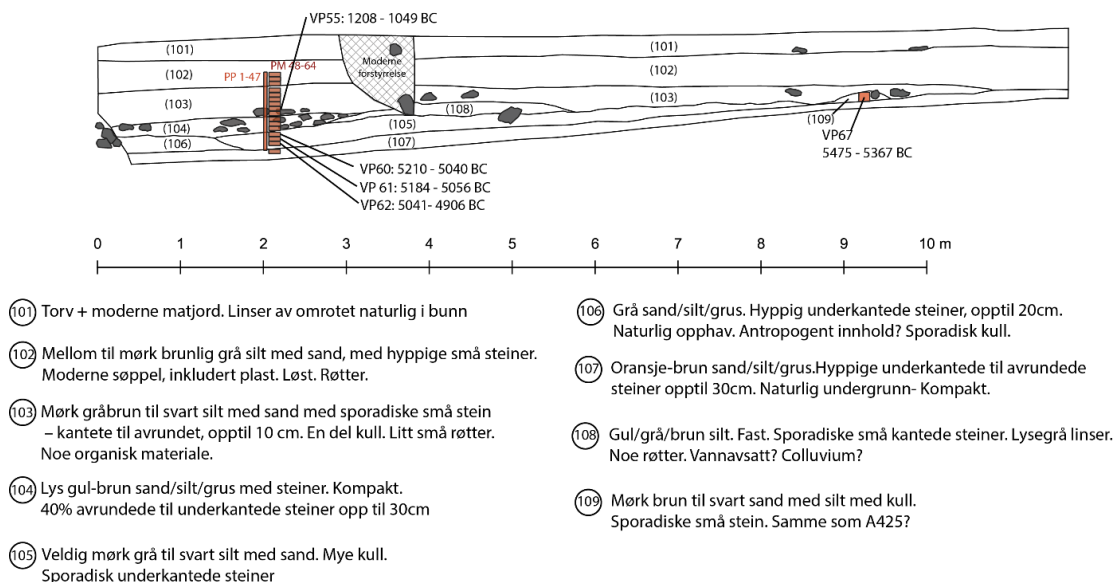 VP55: 1208 - 1049 BC
(101)
(101)
Moderne
forstyrrelse
PM 48-64
PP 1-47
(102)
(102)
(103)
(103)
(108)
(104)
(105)
(109)
(106)
(107)
VP67
5475 - 5367 BC
VP60: 5210 - 5040 BC
VP 61: 5184 - 5056 BC
VP62: 5041- 4906 BC
0 1 2 3 4 5 6 7 8 9 10 m
101 Torv + moderne matjord. Linser av omrotet naturlig i bunn
102 Mellom til mørk brunlig grå silt med sand, med hyppige små steiner.
Moderne søppel, inkludert plast. Løst. Røtter.
103 Mørk gråbrun til svart silt med sand med sporadiske små stein
– kantete til avrundet, opptil 10 cm. En del kull. Litt små røtter.
Noe organisk materiale.
104 Lys gul-brun sand/silt/grus med steiner. Kompakt.
40% avrundede til underkantede steiner opp til 30cm
105 Veldig mørk grå til svart silt med sand. Mye kull.
Sporadisk underkantede steiner
106 Grå sand/silt/grus. Hyppig underkantede steiner, opptil 20cm.
Naturlig opphav. Antropogent innhold? Sporadisk kull.
107 Oransje-brun sand/silt/grus.Hyppige underkantede til avrundede
steiner opptil 30cm. Naturlig undergrunn- Kompakt.
108 Gul/grå/brun silt. Fast. Sporadiske små kantede steiner. Lysegrå linser.
Noe røtter. Vannavsatt? Colluvium?
109 Mørk brun til svart sand med silt med kull.
Sporadiske små stein. Samme som A425?